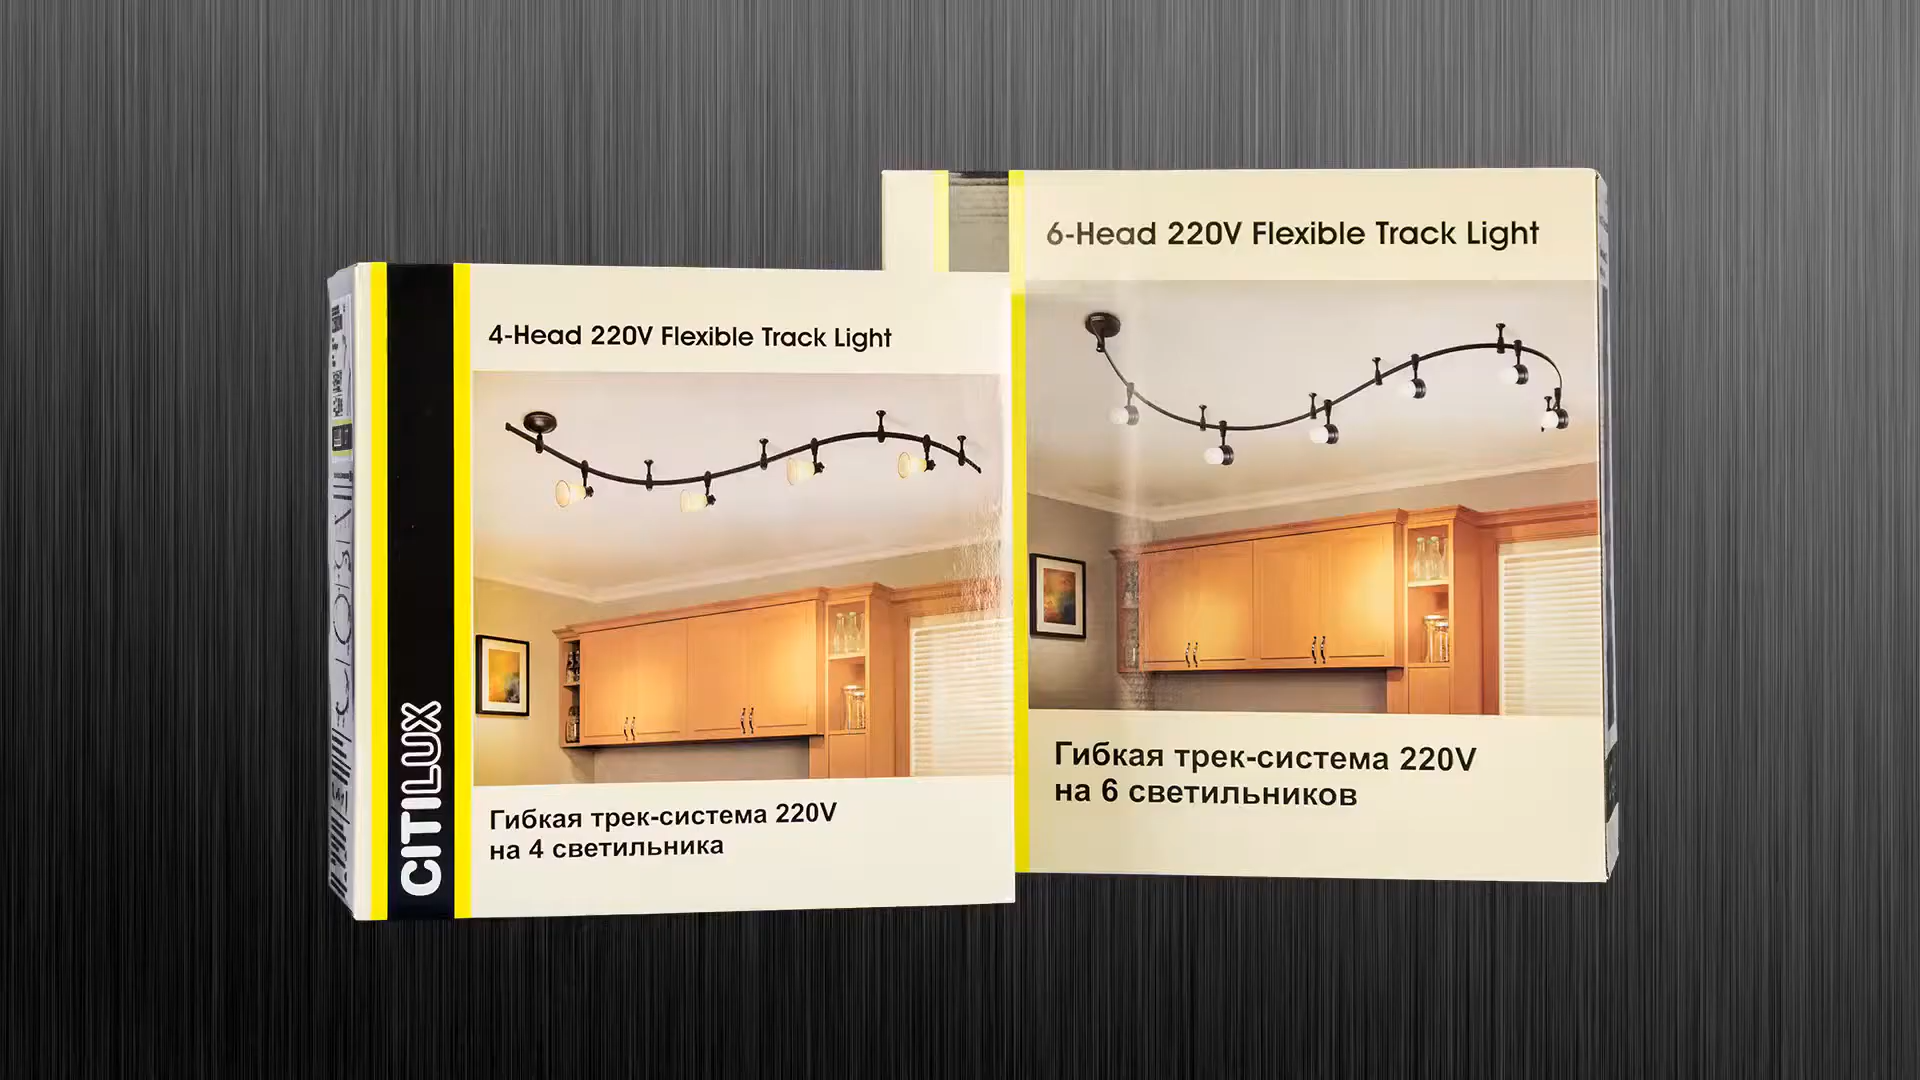 CITILUX
4-Head 220V Flexible Track Light
Гибкая трек-система 220V
на 4 светильника
6-Head 220V Flexible Track Light
Гибкая трек-система 220V
на 6 светильников